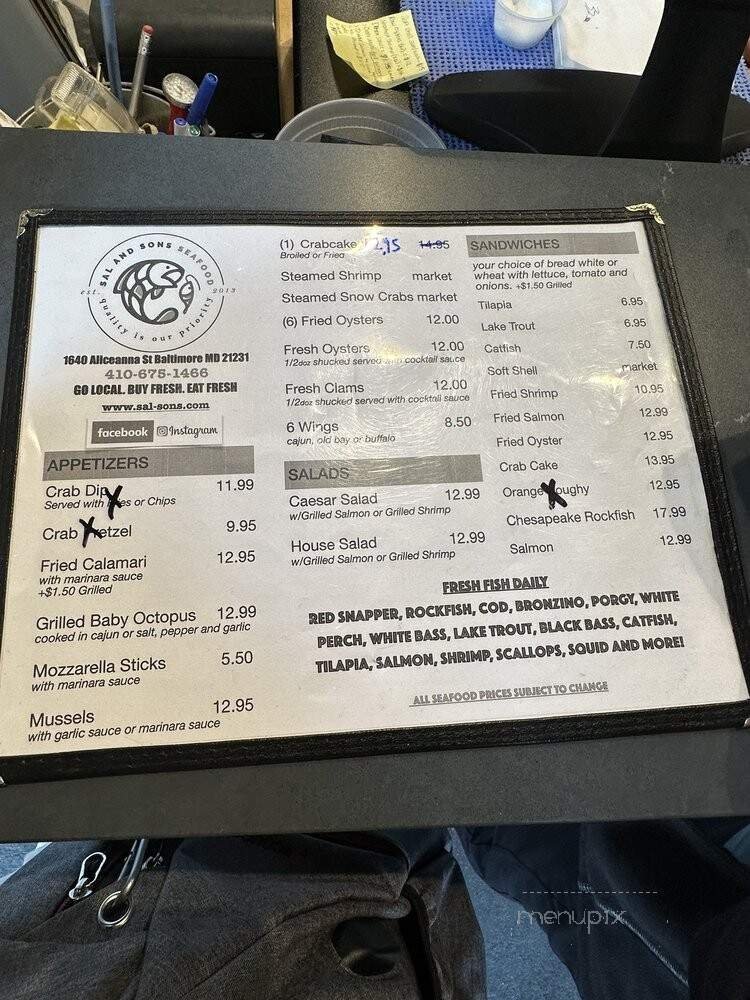 SAL AND SONS SEAFOOD
est. 2013
quality is our priority
1640 Aliceanna St Baltimore MD 21231
410-675-1466
GO LOCAL. BUY FRESH. EAT FRESH
www.sal-sons.com
facebook Instagram
APPETIZERS
Crab Dip 11.99
Served with or Chips
Crab 9.95
Fried Calamari 12.95
with marinara sauce
+$1.50 Grilled
Grilled Baby Octopus 12.99
cooked in cajun or salt, pepper and garlic
Mozzarella Sticks 5.50
with marinara sauce
Mussels 12.95
with garlic sauce or marinara sauce
(1) Crabcake 14.95
Broiled or Fried
Steamed Shrimp market
Steamed Snow Crabs market
(6) Fried Oysters 12.00
Fresh Oysters 12.00
1/2doz shucked served with cocktail sauce
Fresh Clams 12.00
1/2doz shucked served with cocktail sauce
6 Wings 8.50
cajun, old bay or buffalo
SALADS
Caesar Salad 12.99
w/Grilled Salmon or Grilled Shrimp
House Salad 12.99
w/Grilled Salmon or Grilled Shrimp
SANDWICHES
your choice of bread white or
wheat with lettuce, tomato and
onions. +$1.50 Grilled
Tilapia 6.95
Lake Trout 6.95
Catfish 7.50
Soft Shell market
Fried Shrimp 10.95
Fried Salmon 12.99
Fried Oyster 12.95
Crab Cake 13.95
Orange Roughy 12.95
Chesapeake Rockfish 17.99
Salmon 12.99
FRESH FISH DAILY
RED SNAPPER, ROCKFISH, COD, BRONZINO, PORGY, WHITE
PERCH, WHITE BASS, LAKE TROUT, BLACK BASS, CATFISH,
TILAPIA, SALMON, SHRIMP, SCALLOPS, SQUID AND MORE!
ALL SEAFOOD PRICES SUBJECT TO CHANGE
menupix